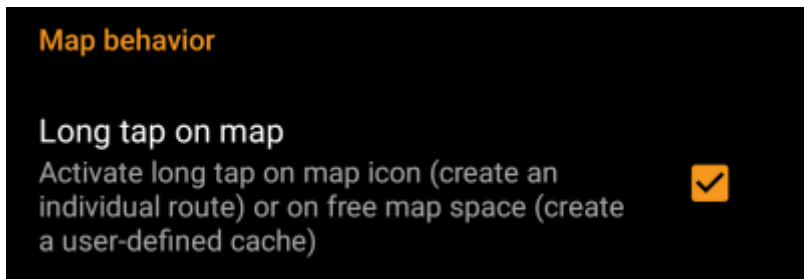 Map behavior
Long tap on map
Activate long tap on map icon (create an
individual route) or on free map space (create
a user-defined cache)